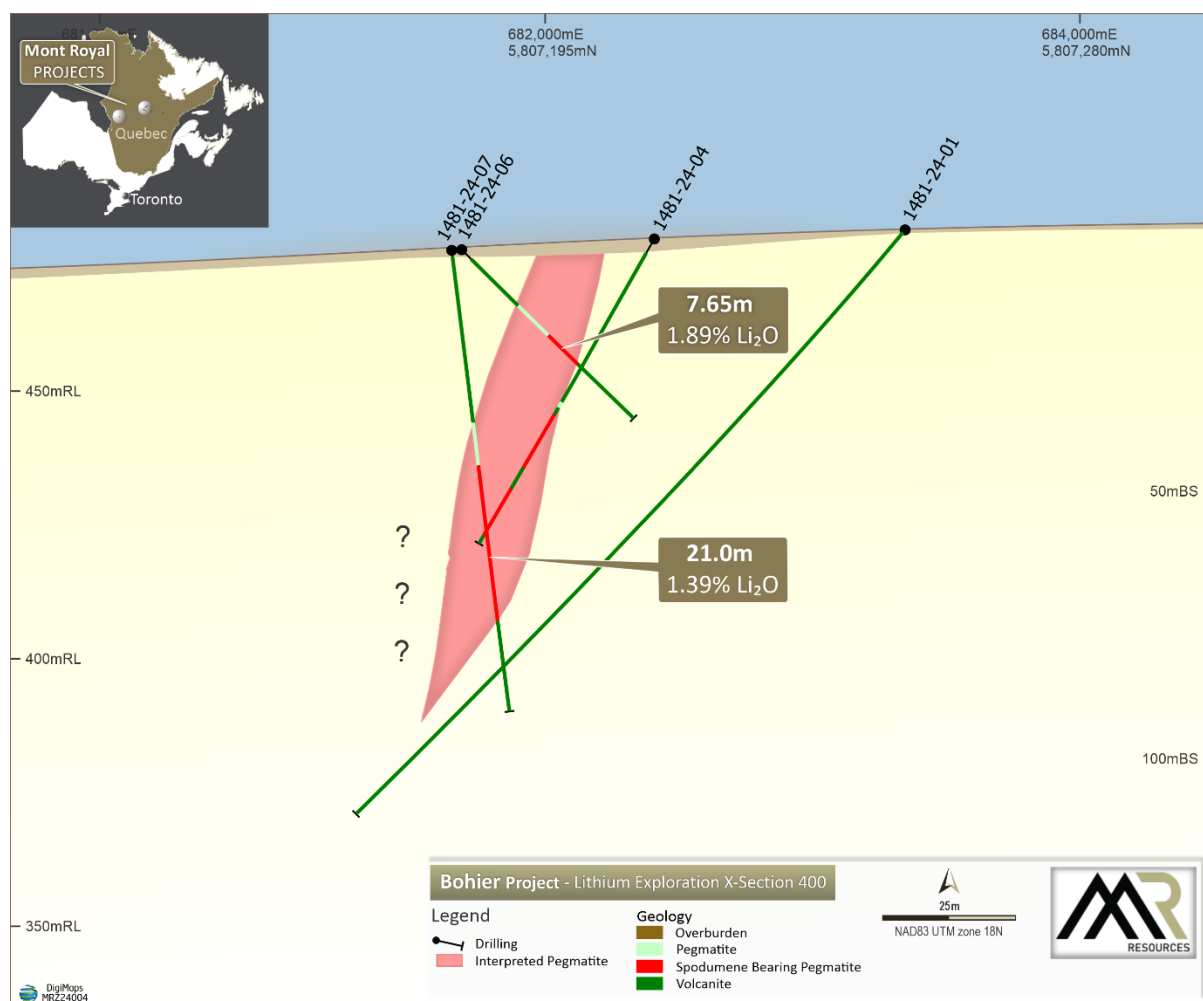 682,000mE
5,807,195mN
684,000mE
5,807,280mN
Mont Royal
PROJECTS
Quebec
Toronto
1481-24-07
1481-24-06
1481-24-04
1481-24-01
7.65m
1.89% Li₂O
450mRL
50mBS
21.0m
1.39% Li₂O
?
?
?
400mRL
100mBS
350mRL
Bohier Project - Lithium Exploration X-Section 400
Legend
Drilling
Interpreted Pegmatite
Geology
Overburden
Pegmatite
Spodumene Bearing Pegmatite
Volcanite
25m
NAD83 UTM zone 18N
MR
RESOURCES
DigiMaps
MRZ24004